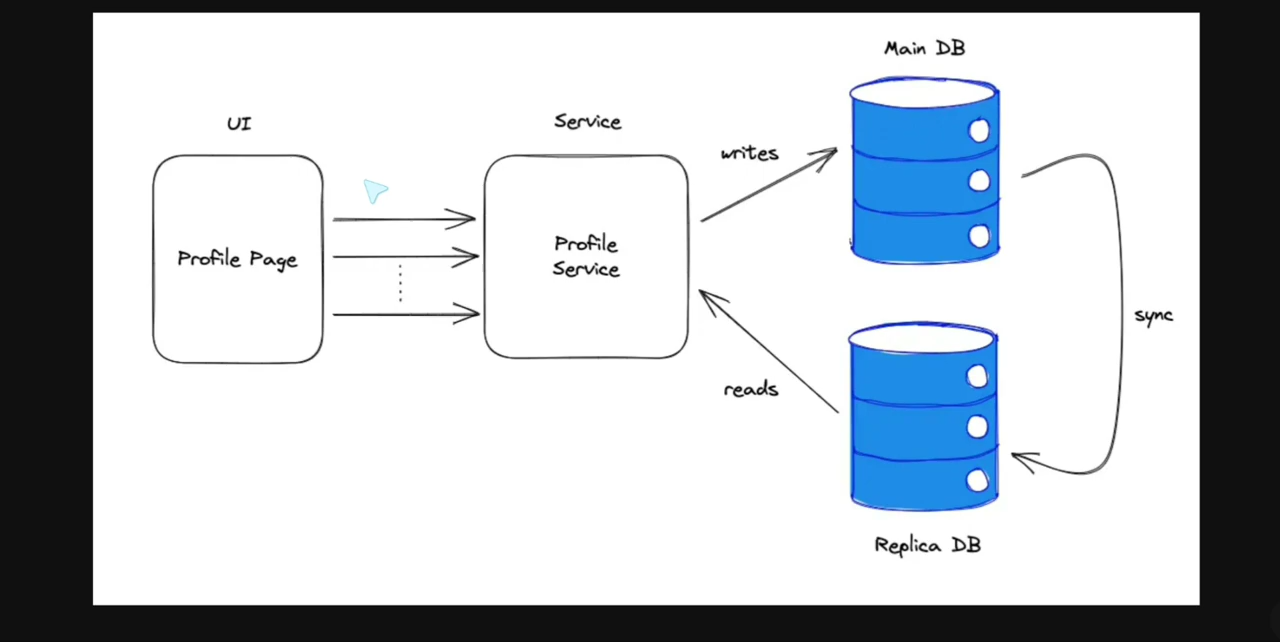 Main DB
UI
Service
writes
Profile Page
Profile
Service
sync
reads
Replica DB